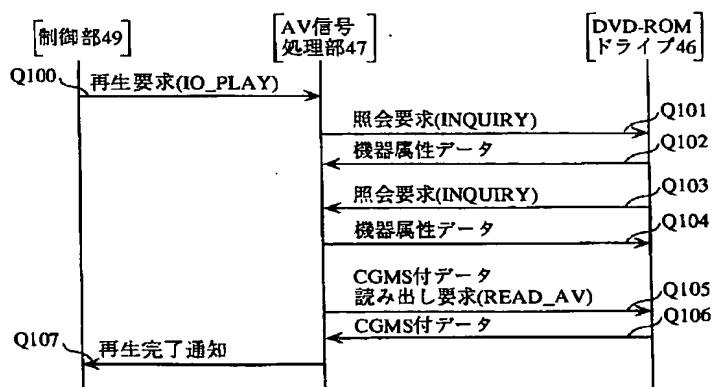 制御部49
AV信号
処理部47
DVD-ROM
ドライブ46
Q100
再生要求(IO_PLAY)
Q101
照会要求(INQUIRY)
Q102
機器属性データ
Q103
照会要求(INQUIRY)
Q104
機器属性データ
CGMS付データ
読み出し要求(READ_AV)
Q105
CGMS付データ
Q106
Q107
再生完了通知